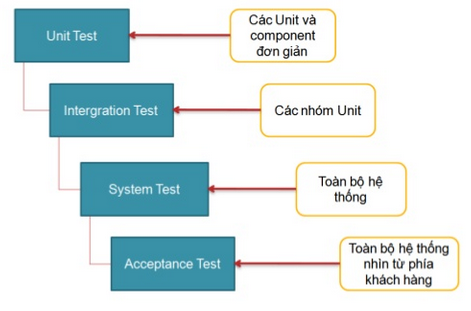 Unit Test
Các Unit và
component
đơn giản
Intergration Test
Các nhóm Unit
System Test
Toàn bộ hệ
thống
Acceptance Test
Toàn bộ hệ thống
nhìn từ phía
khách hàng